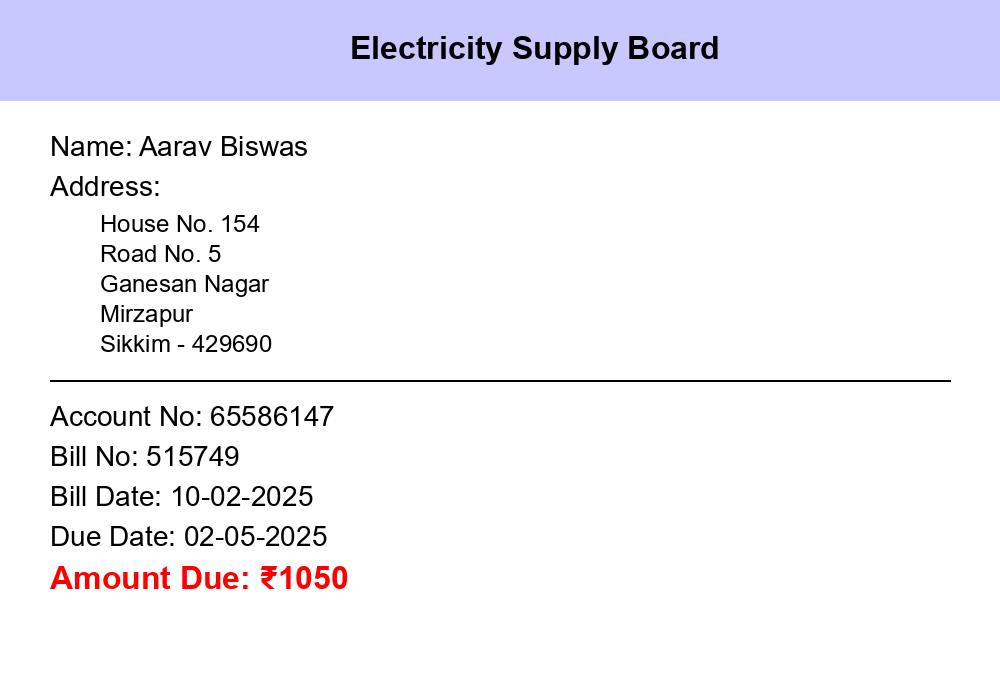 Electricity Supply Board
Name: Aarav Biswas
Address:
House No. 154
Road No. 5
Ganesan Nagar
Mirzapur
Sikkim - 429690
Account No: 65586147
Bill No: 515749
Bill Date: 10-02-2025
Due Date: 02-05-2025
Amount Due: ₹1050